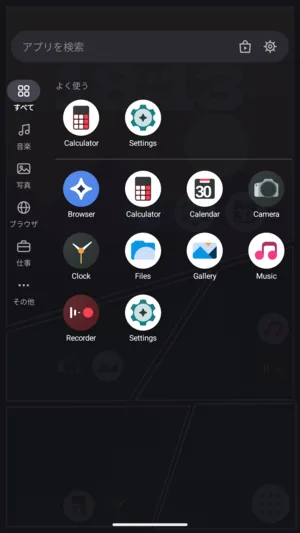 アプリを検索
よく使う
すべて
Calculator
Settings
音楽
写真
Browser
Calculator
30
Calendar
Camera
ブラウザ
仕事
Clock
Files
Gallery
Music
その他
Recorder
Settings